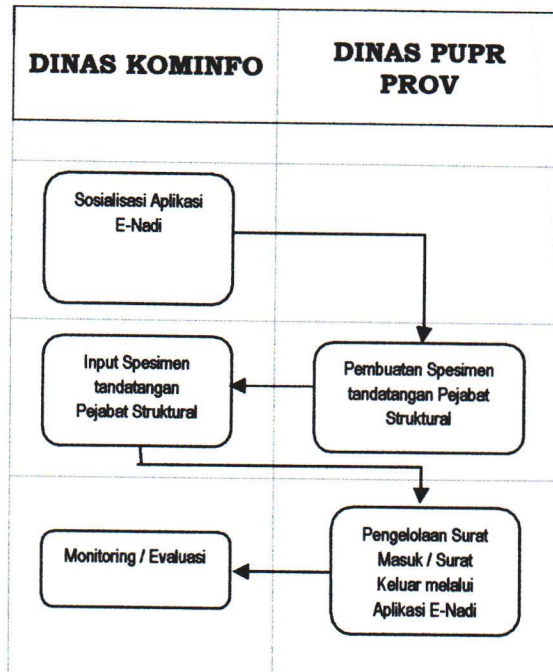 DINAS KOMINFO
DINAS PUPR
PROV
Sosialisasi Aplikasi
E-Nadi
Input Spesimen
tandatangan
Pejabat Struktural
Pembuatan Spesimen
tandatangan Pejabat
Struktural
Monitoring / Evaluasi
Pengelolaan Surat
Masuk / Surat
Keluar melalui
Aplikasi E-Nadi